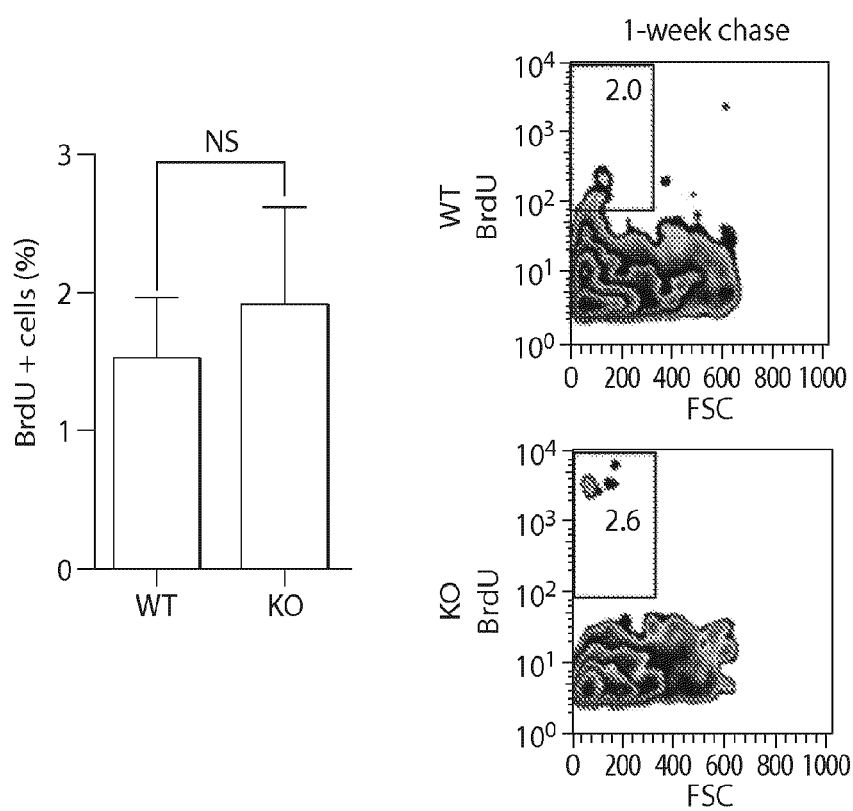 NS
3
2
1
0
BrdU + cells (%)
WT KO
1-week chase
WT
BrdU
10⁴
10³
10²
10¹
10⁰
2.0
0 200 400 600 800 1000
FSC
KO
BrdU
10⁴
10³
10²
10¹
10⁰
2.6
0 200 400 600 800 1000
FSC